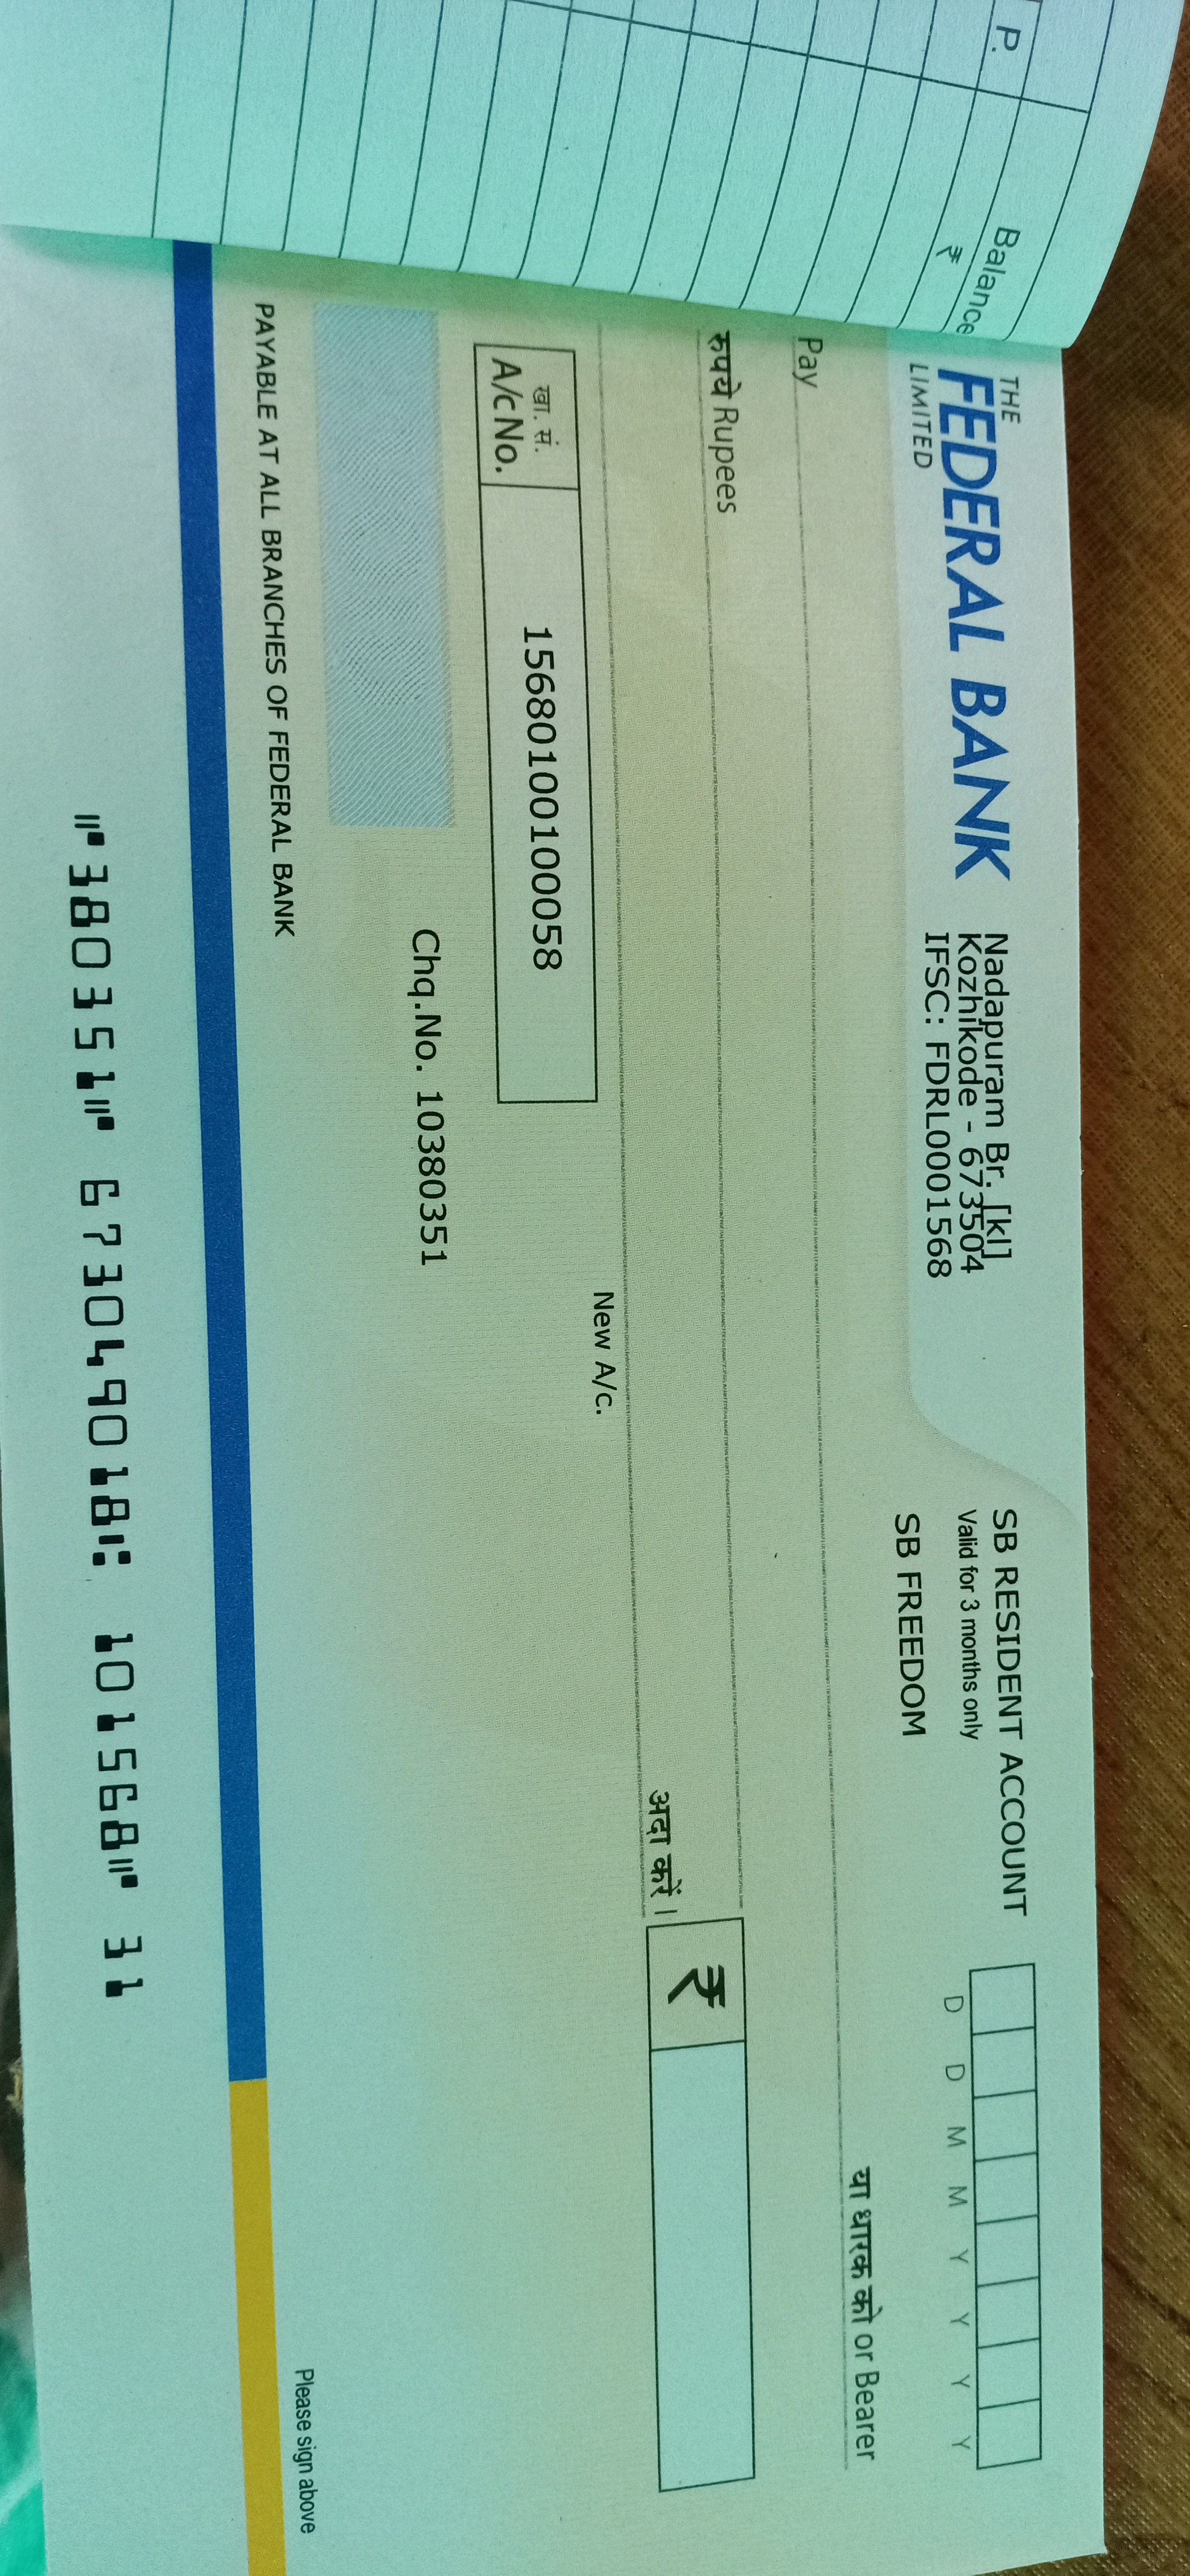 P.
Balance
₹
THE
FEDERAL BANK
LIMITED
Nadapuram Br. [kl]
Kozhikode - 673504
IFSC: FDRL0001568
SB RESIDENT ACCOUNT
Valid for 3 months only
SB FREEDOM
D D M M Y Y Y Y
Pay
या धारक को or Bearer
रुपये Rupees
अदा करें।
₹
खा. सं.
A/c No.
15680100100058
New A/c.
Chq.No. 10380351
PAYABLE AT ALL BRANCHES OF FEDERAL BANK
Please sign above
⑈380351⑈ 673049018⑆ 101568⑈ 31